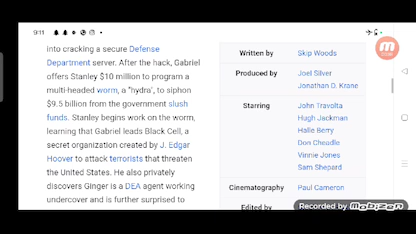 9:11
into cracking a secure Defense
Department server. After the hack, Gabriel
offers Stanley $10 million to program a
multi-headed worm, a "hydra', to siphon
$9.5 billion from the government slush
funds. Stanley begins work on the worm,
learning that Gabriel leads Black Cell, a
secret organization created by J. Edgar
Hoover to attack terrorists that threaten
the United States. He also privately
discovers Ginger is a DEA agent working
undercover and is further surprised to
Written by Skip Woods
Produced by Joel Silver
Jonathan D. Krane
Starring John Travolta
Hugh Jackman
Halle Berry
Don Cheadle
Vinnie Jones
Sam Shepard
Cinematography Paul Cameron
Edited by
Recorded by Mobizen